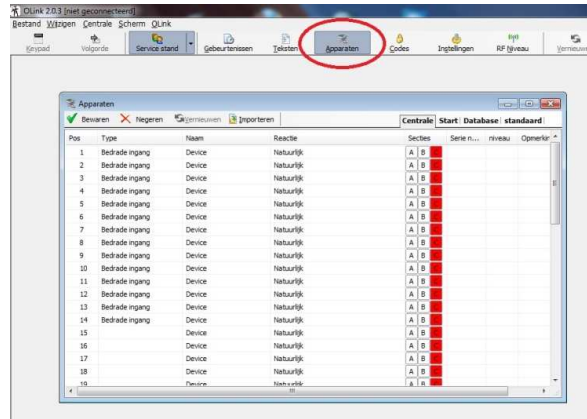 OLink 2.0.3 [niet geconnecteerd]
Bestand Wijzigen Centrale Scherm OLink
Keypad Volgorde Service stand Gebeurtenissen Teksten Apparaten Codes Instellingen RF Niveau Vernieuwen
Apparaten
Bewaren Negeren Vernieuwen Importeren Centrale Start Database standaard
Pos Type Naam Reactie Secties Serie n... niveau Opmerkin
1 Bedrade ingang Device Natuurlijk A B C
2 Bedrade ingang Device Natuurlijk A B C
3 Bedrade ingang Device Natuurlijk A B C
4 Bedrade ingang Device Natuurlijk A B C
5 Bedrade ingang Device Natuurlijk A B C
6 Bedrade ingang Device Natuurlijk A B C
7 Bedrade ingang Device Natuurlijk A B C
8 Bedrade ingang Device Natuurlijk A B C
9 Bedrade ingang Device Natuurlijk A B C
10 Bedrade ingang Device Natuurlijk A B C
11 Bedrade ingang Device Natuurlijk A B C
12 Bedrade ingang Device Natuurlijk A B C
13 Bedrade ingang Device Natuurlijk A B C
14 Bedrade ingang Device Natuurlijk A B C
15 Device Natuurlijk A B C
16 Device Natuurlijk A B C
17 Device Natuurlijk A B C
18 Device Natuurlijk A B C
19 Device Natuurlijk A B